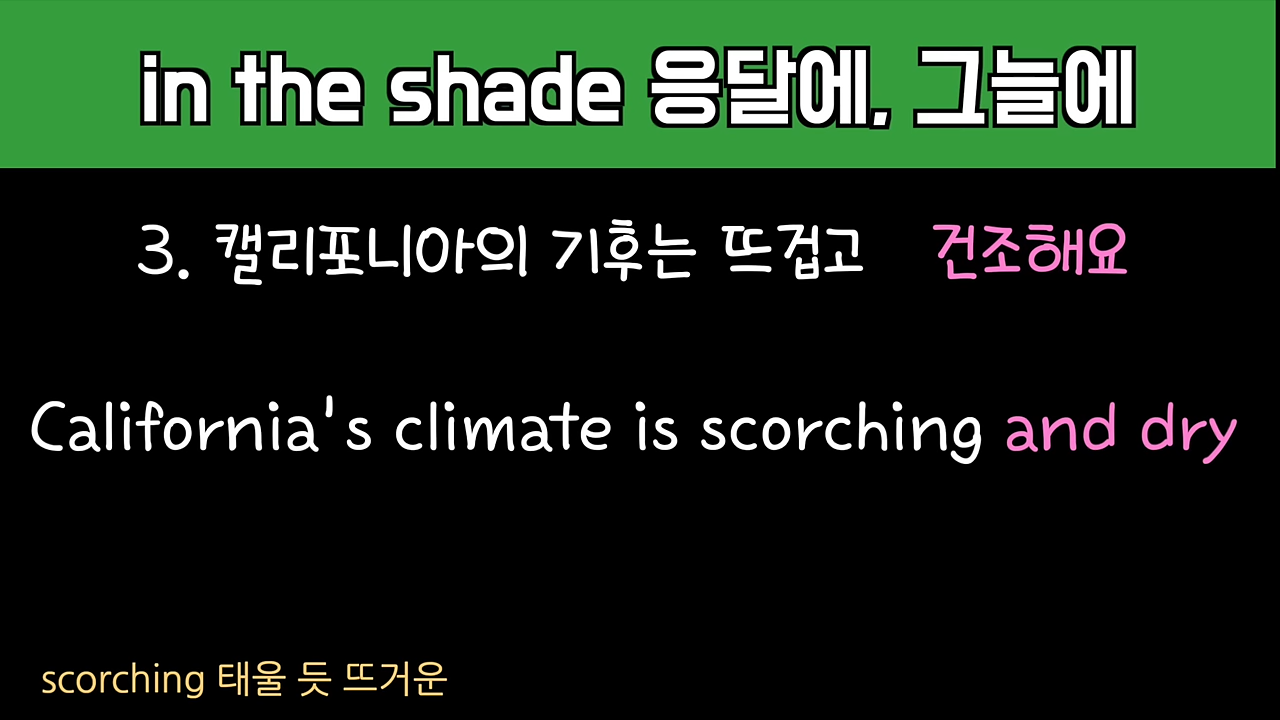 in the shade 응달에, 그늘에
3. 캘리포니아의 기후는 뜨겁고 건조해요
California's climate is scorching and dry
scorching 태울 듯 뜨거운